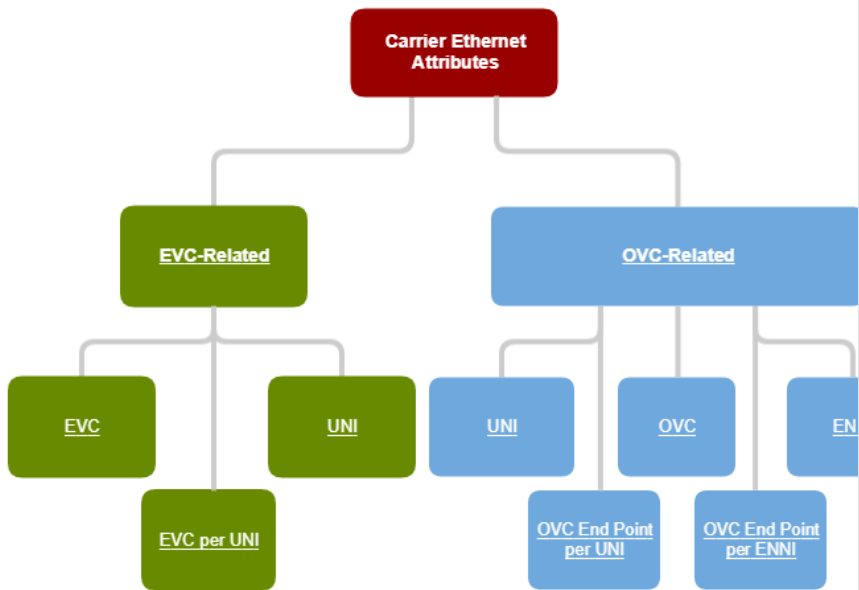 Carrier Ethernet
Attributes
EVC-Related
OVC-Related
EVC
UNI
UNI
OVC
EN
EVC per UNI
OVC End Point
per UNI
OVC End Point
per ENNI